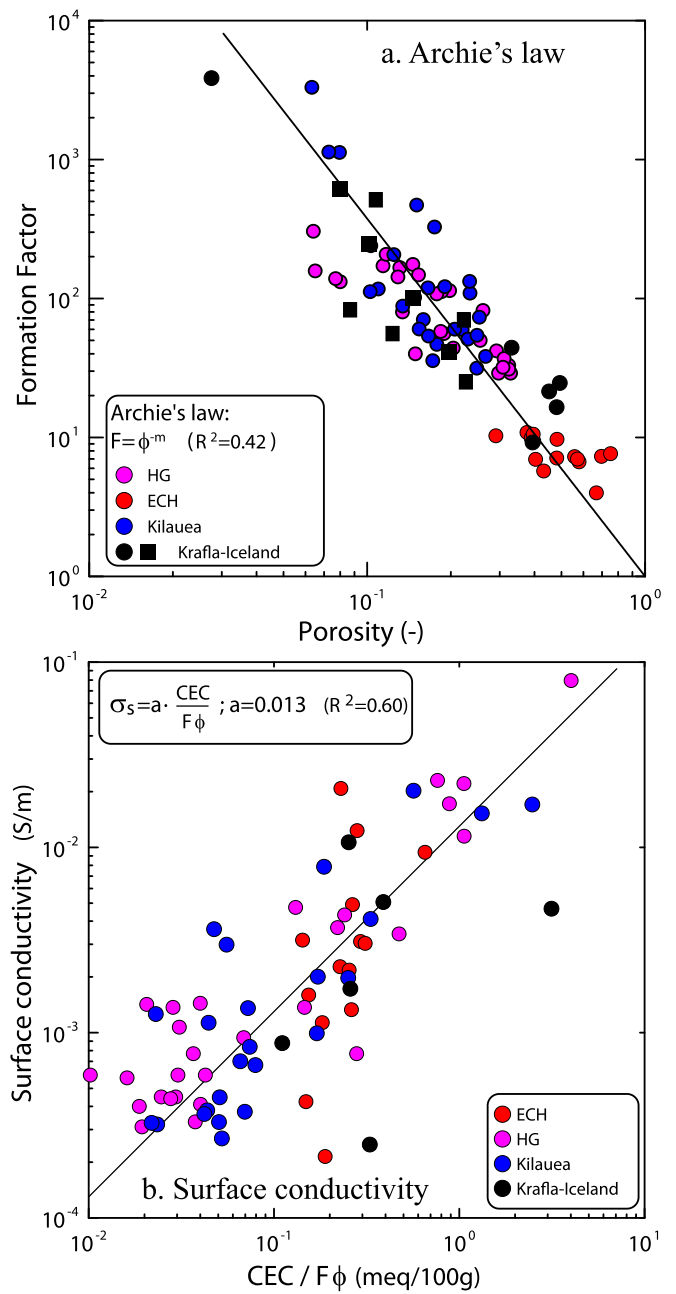 10^4
a. Archie's law
10^3
Formation Factor
10^2
Archie's law:
F=ϕ^-m (R^2=0.42)
10^1
HG
ECH
Kilauea
Krafla-Iceland
10^0
10^-2 10^-1 10^0
Porosity (-)
10^-1
σ_s=a· CEC/Fϕ ; a=0.013 (R^2=0.60)
10^-2
Surface conductivity (S/m)
10^-3
ECH
HG
Kilauea
Krafla-Iceland
b. Surface conductivity
10^-4
10^-2 10^-1 10^0 10^1
CEC / Fϕ (meq/100g)